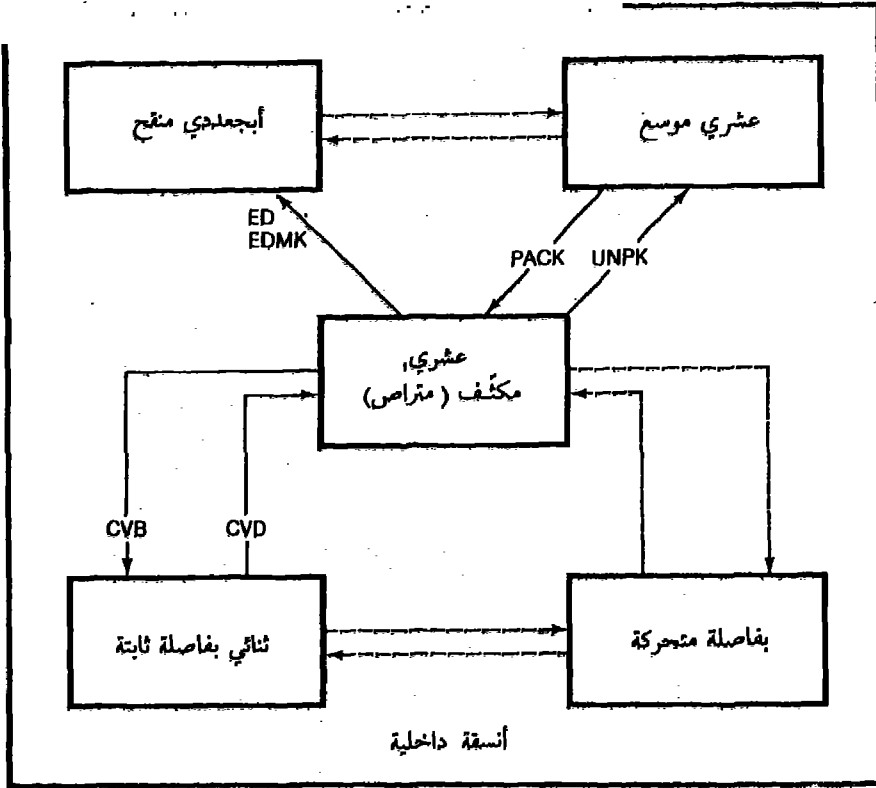 عشري موسع
أبجعددي منقح
ED
EDMK
PACK
UNPK
عشري
مكثّف (متراص)
CVB
CVD
بفاصلة متحركة
ثنائي بفاصلة ثابتة
أنسقة داخلية